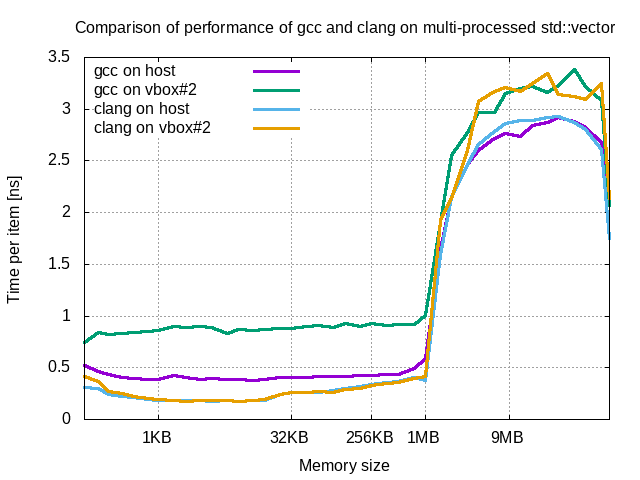 Comparison of performance of gcc and clang on multi-processed std::vector
3.5
3
2.5
2
1.5
1
0.5
0
Time per item [ns]
gcc on host
gcc on vbox#2
clang on host
clang on vbox#2
1KB 32KB 256KB 1MB 9MB
Memory size